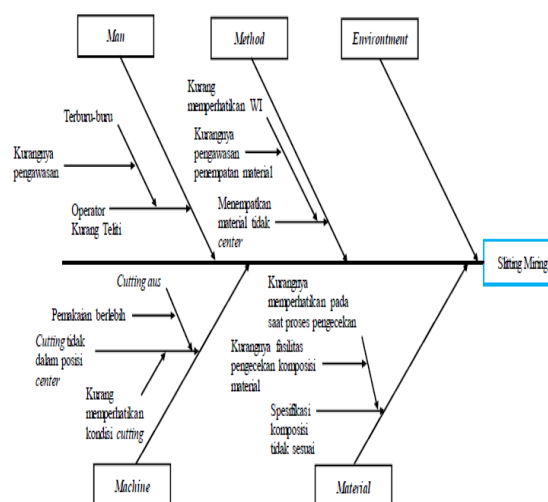 Man
Method
Environtment
Terburu-buru
Kurangnya
pengawasan
Operator
Kurang Teliti
Kurang
memperhatikan WI
Kurangnya
pengawasan
penempatan material
Menempatkan
material tidak
center
Slitting Miring
Cutting aus
Pemakaian berlebih
Cutting tidak
dalam posisi
center
Kurang
memperhatikan
kondisi cutting
Kurangnya
memperhatikan pada
saat proses pengecekan
Kurangnya fasilitas
pengecekan komposisi
material
Spesifikasi
komposisi
tidak sesuai
Machine
Material